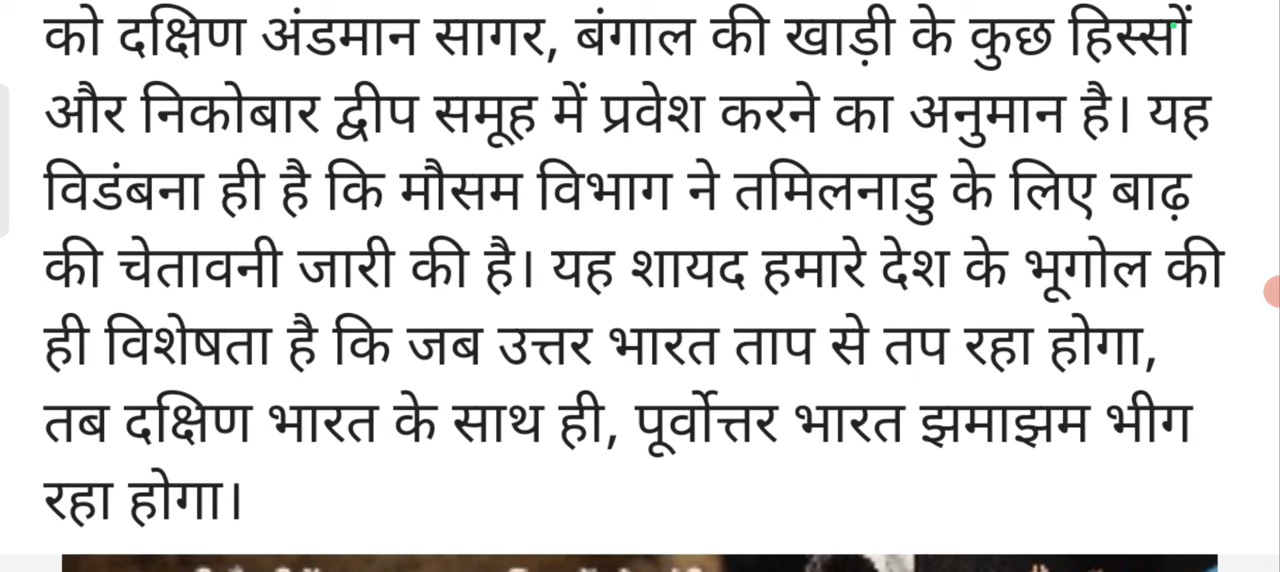 को दक्षिण अंडमान सागर, बंगाल की खाड़ी के कुछ हिस्सों
और निकोबार द्वीप समूह में प्रवेश करने का अनुमान है। यह
विडंबना ही है कि मौसम विभाग ने तमिलनाडु के लिए बाढ़
की चेतावनी जारी की है। यह शायद हमारे देश के भूगोल की
ही विशेषता है कि जब उत्तर भारत ताप से तप रहा होगा,
तब दक्षिण भारत के साथ ही, पूर्वोत्तर भारत झमाझम भीग
रहा होगा।